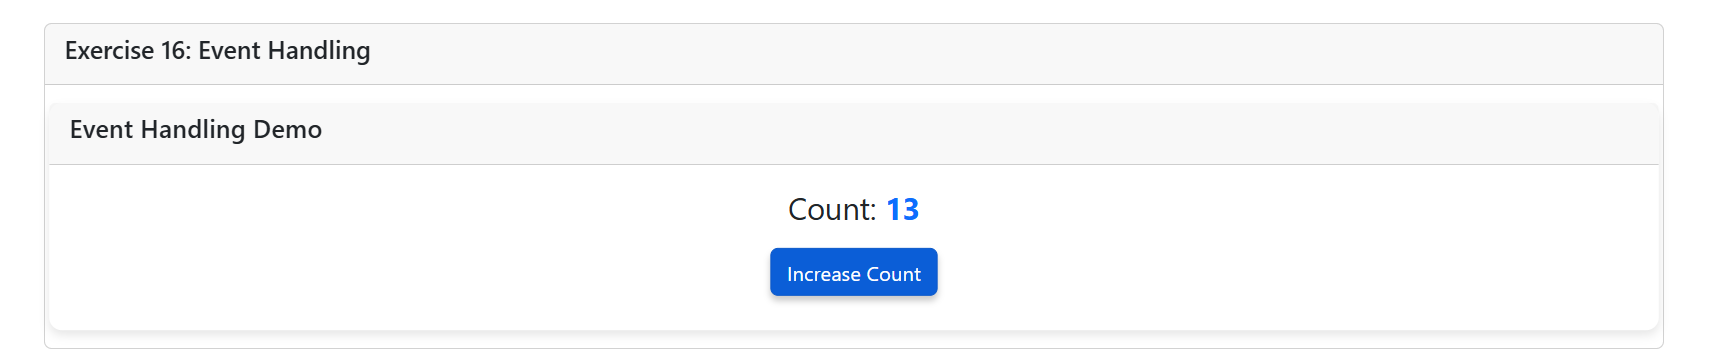 Exercise 16: Event Handling
Event Handling Demo
Count: 13
Increase Count